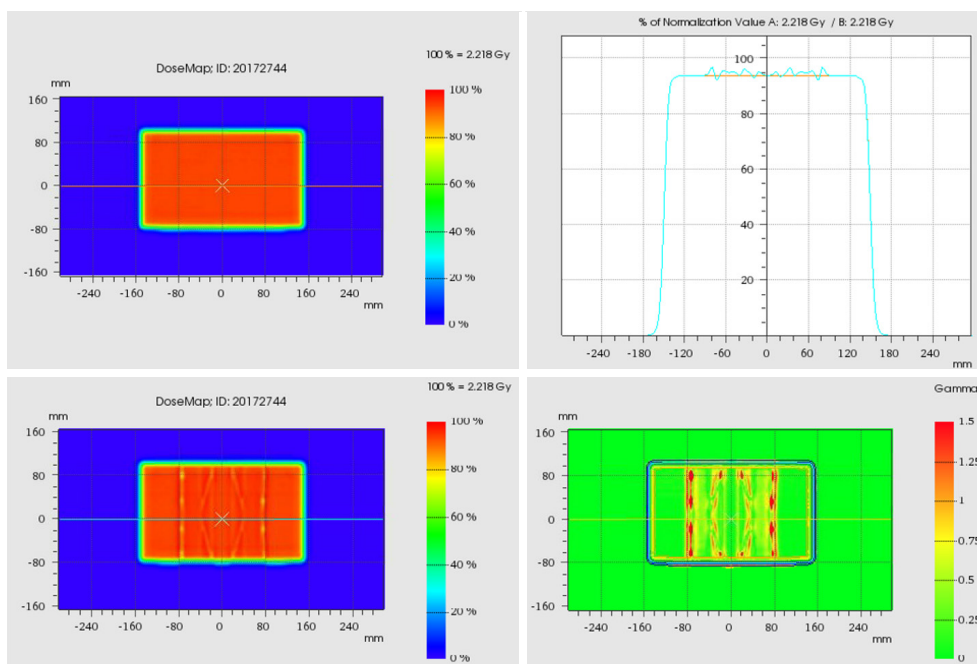 100 % = 2.218 Gy
DoseMap; ID: 20172744
mm
160
80
0
-80
-160
-240 -160 -80 0 80 160 240
mm
100 %
80 %
60 %
40 %
20 %
0 %
% of Normalization Value A: 2.218 Gy / B: 2.218 Gy
100
80
60
40
20
-240 -180 -120 -60 0 60 120 180 240
mm
100 % = 2.218 Gy
DoseMap; ID: 20172744
mm
160
80
0
-80
-160
-240 -160 -80 0 80 160 240
mm
100 %
80 %
60 %
40 %
20 %
0 %
Gamma
mm
160
80
0
-80
-160
-240 -160 -80 0 80 160 240
mm
1.5
1.25
1
0.75
0.5
0.25
0